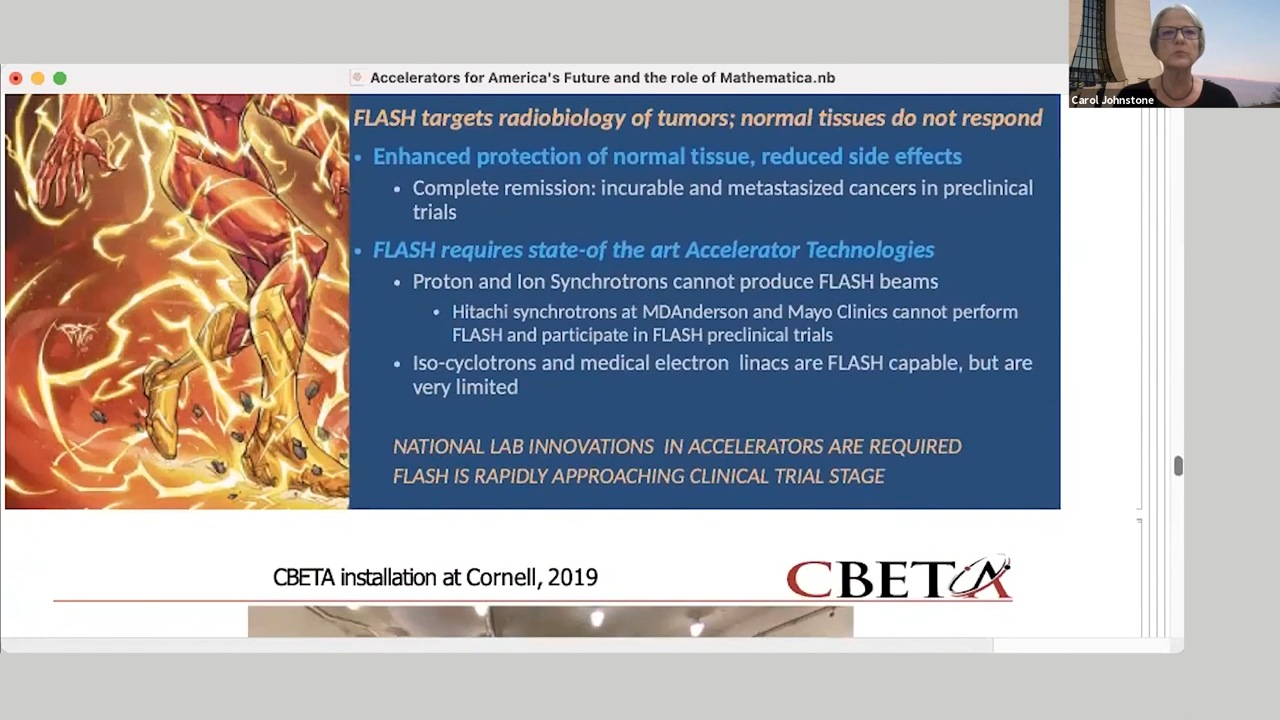 Carol Johnstone
Accelerators for America's Future and the role of Mathematica.nb
FLASH targets radiobiology of tumors; normal tissues do not respond
• Enhanced protection of normal tissue, reduced side effects
• Complete remission: incurable and metastasized cancers in preclinical
trials
• FLASH requires state-of the art Accelerator Technologies
• Proton and Ion Synchrotrons cannot produce FLASH beams
• Hitachi synchrotrons at MDAnderson and Mayo Clinics cannot perform
FLASH and participate in FLASH preclinical trials
• Iso-cyclotrons and medical electron  linacs are FLASH capable, but are
very limited
NATIONAL LAB INNOVATIONS  IN ACCELERATORS ARE REQUIRED
FLASH IS RAPIDLY APPROACHING CLINICAL TRIAL STAGE
CBETA installation at Cornell, 2019
CBETA